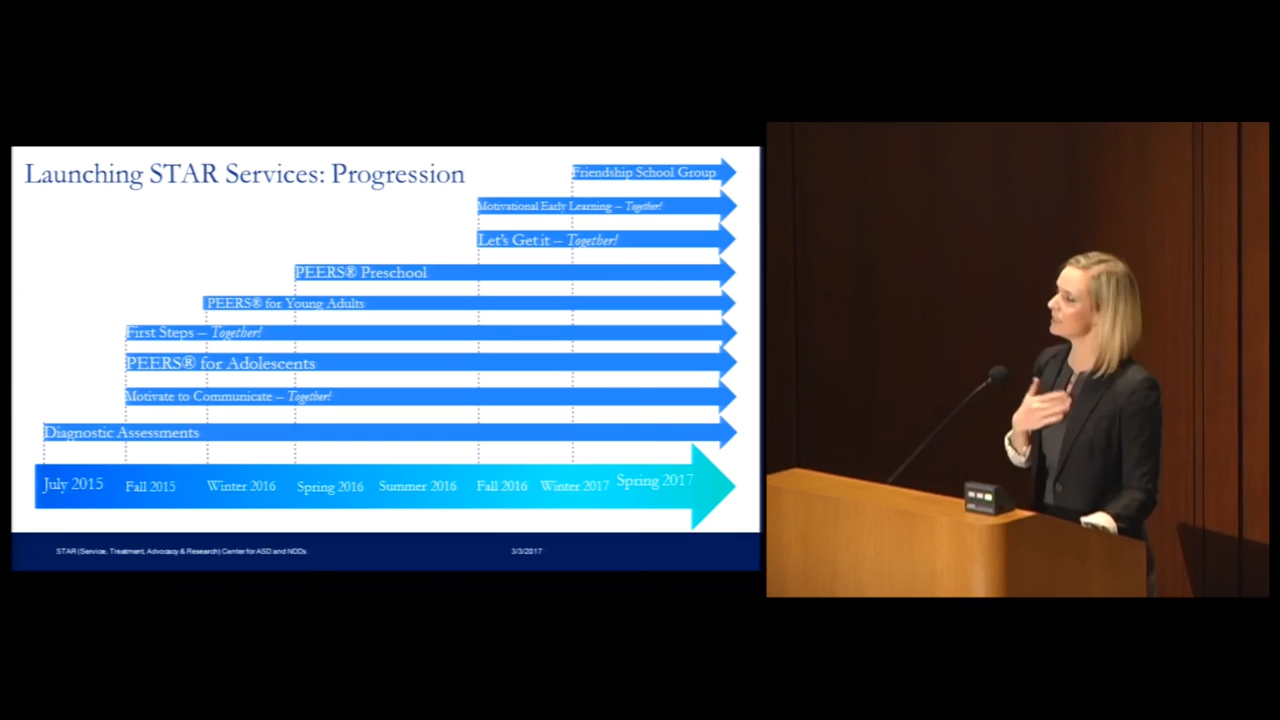 Launching STAR Services: Progression
Friendship School Group
Motivational Early Learning – Together!
Let's Get it – Together!
PEERS® Preschool
PEERS® for Young Adults
First Steps – Together!
PEERS® for Adolescents
Motivate to Communicate – Together!
Diagnostic Assessments
July 2015 Fall 2015 Winter 2016 Spring 2016 Summer 2016 Fall 2016 Winter 2017 Spring 2017
STAR (Service, Treatment, Advocacy & Research) Center for ASD and NDDs 3/3/2017